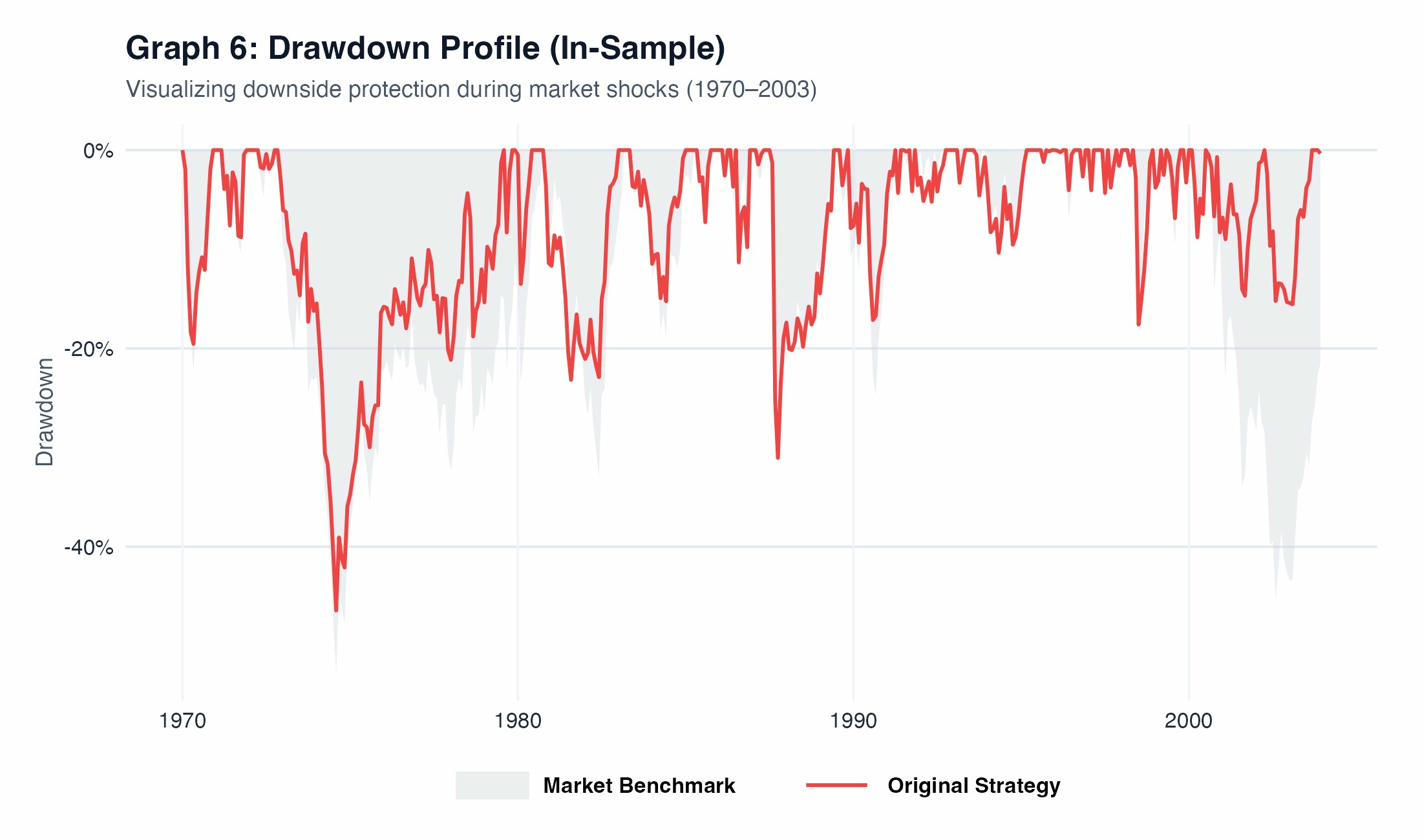 Graph 6: Drawdown Profile (In-Sample)
Visualizing downside protection during market shocks (1970–2003)
0%
-20%
-40%
Drawdown
1970 1980 1990 2000
Market Benchmark Original Strategy